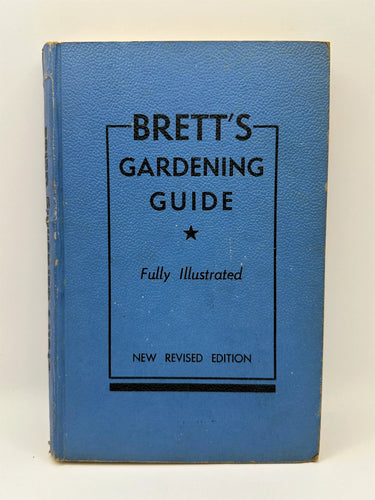 BRETT'S
GARDENING
GUIDE
★
Fully Illustrated
NEW REVISED EDITION